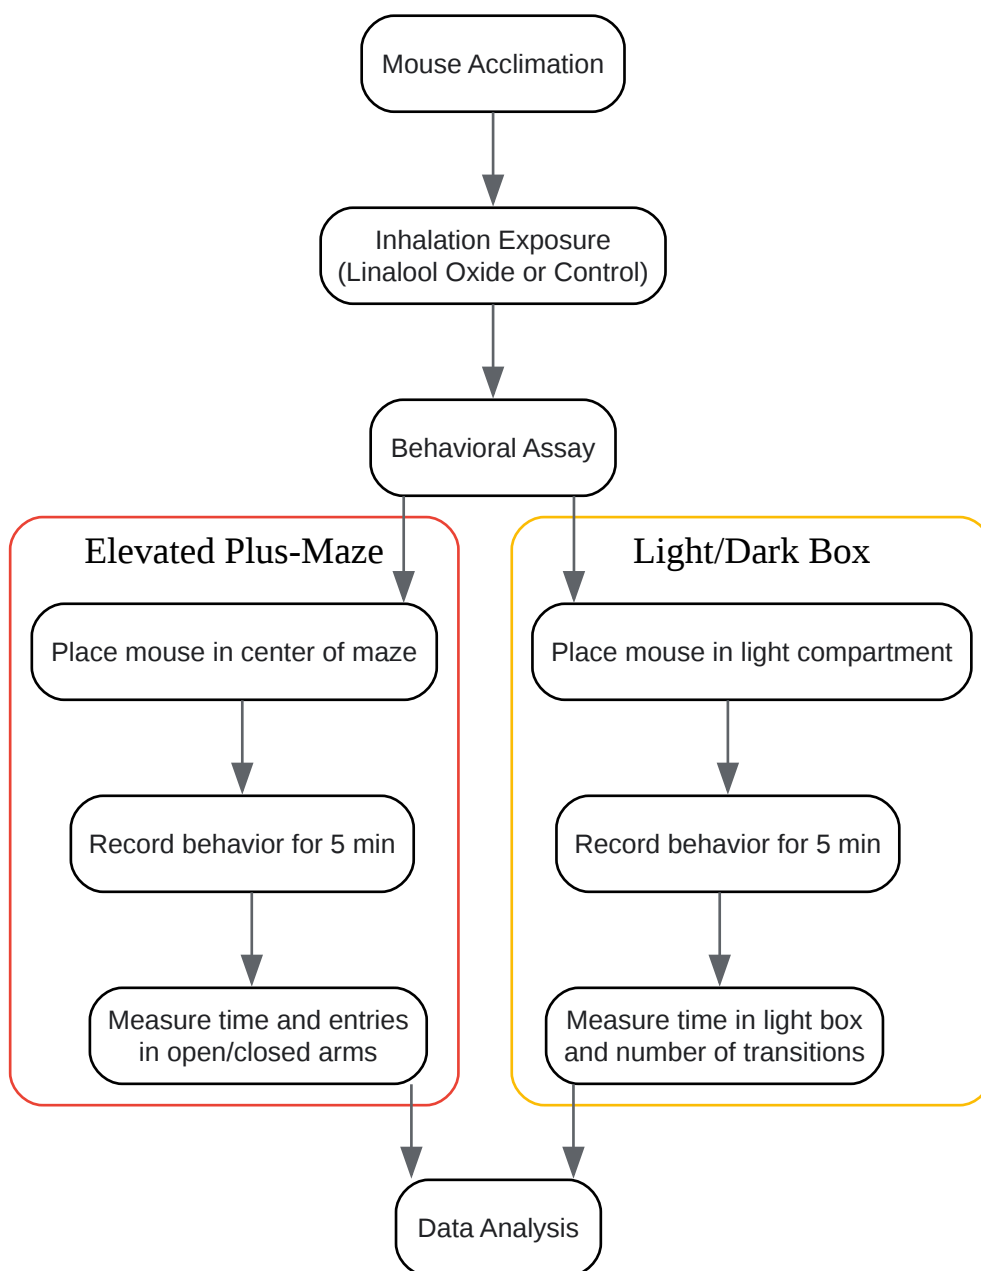 Mouse Acclimation
Inhalation Exposure
(Linalool Oxide or Control)
Behavioral Assay
Elevated Plus-Maze
Place mouse in center of maze
Record behavior for 5 min
Measure time and entries
in open/closed arms
Light/Dark Box
Place mouse in light compartment
Record behavior for 5 min
Measure time in light box
and number of transitions
Data Analysis